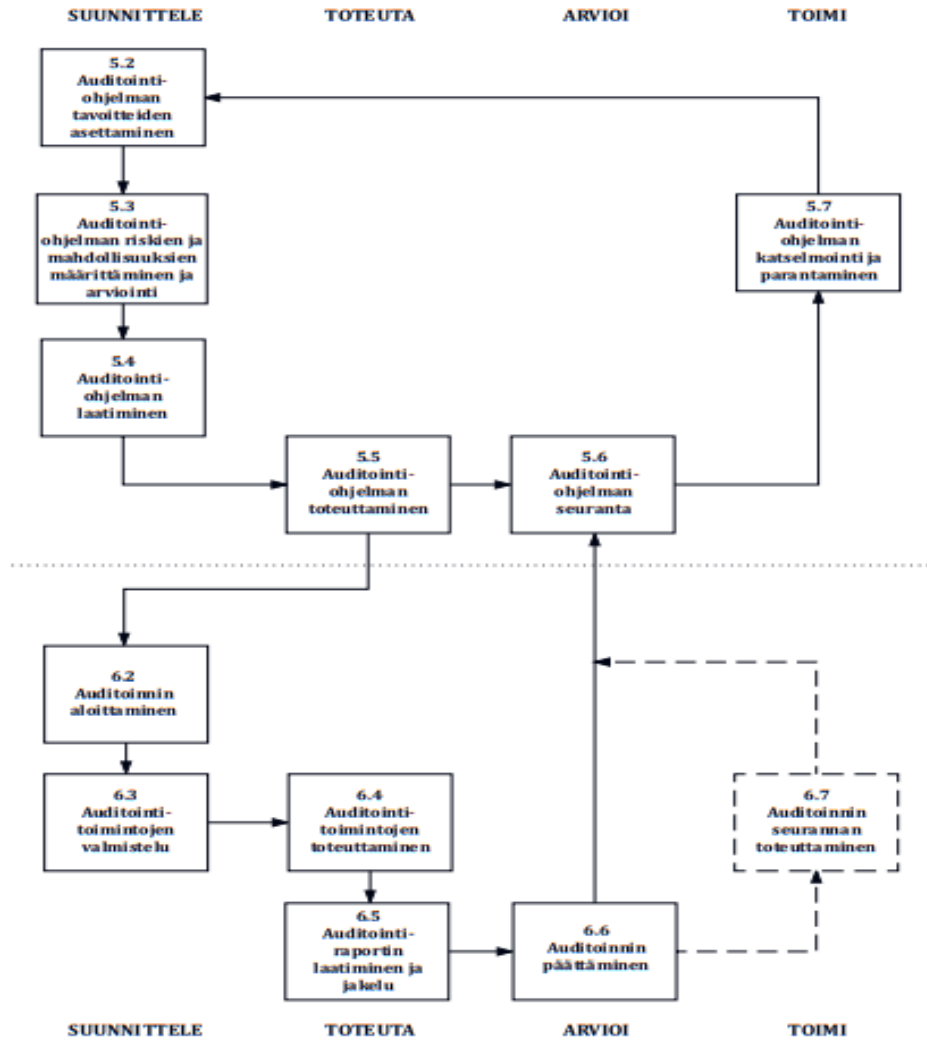 SUUNNITTELE TOTEUTA ARVIOI TOIMI
5.2
Auditointi-
ohjelman
tavoitteiden
asettaminen
5.3
Auditointi-
ohjelman riskien ja
mahdollisuuksien
määrittäminen ja
arviointi
5.7
Auditointi-
ohjelman
katselmointi ja
parantaminen
5.4
Auditointi-
ohjelman
laatiminen
5.5
Auditointi-
ohjelman
toteuttaminen
5.6
Auditointi-
ohjelman
seuranta
6.2
Auditoinnin
aloittaminen
6.3
Auditointi-
toimintojen
valmistelu
6.4
Auditointi-
toimintojen
toteuttaminen
6.7
Auditoinnin
seurannan
toteuttaminen
6.5
Auditointi-
raportin
laatiminen ja
jakelu
6.6
Auditoinnin
päättäminen
SUUNNITTELE TOTEUTA ARVIOI TOIMI